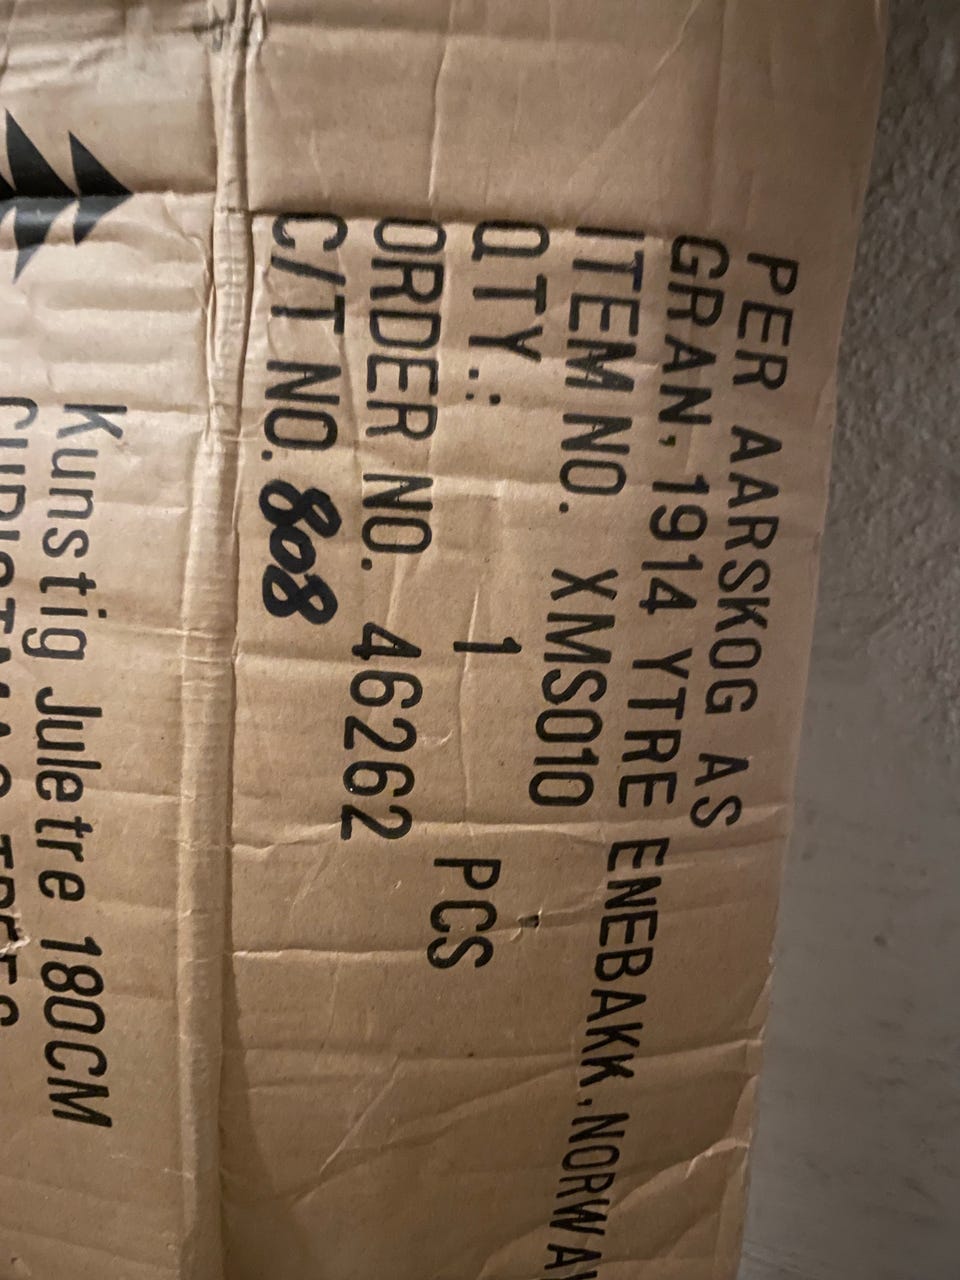 PER AARSKOG AS
GRAN, 1914 YTRE ENEBAKK, NORWAY
ITEM NO. XMS010
QTY.: 1 PCS
ORDER NO. 46262
C/T NO. 808
Kunstig Juletre 180CM